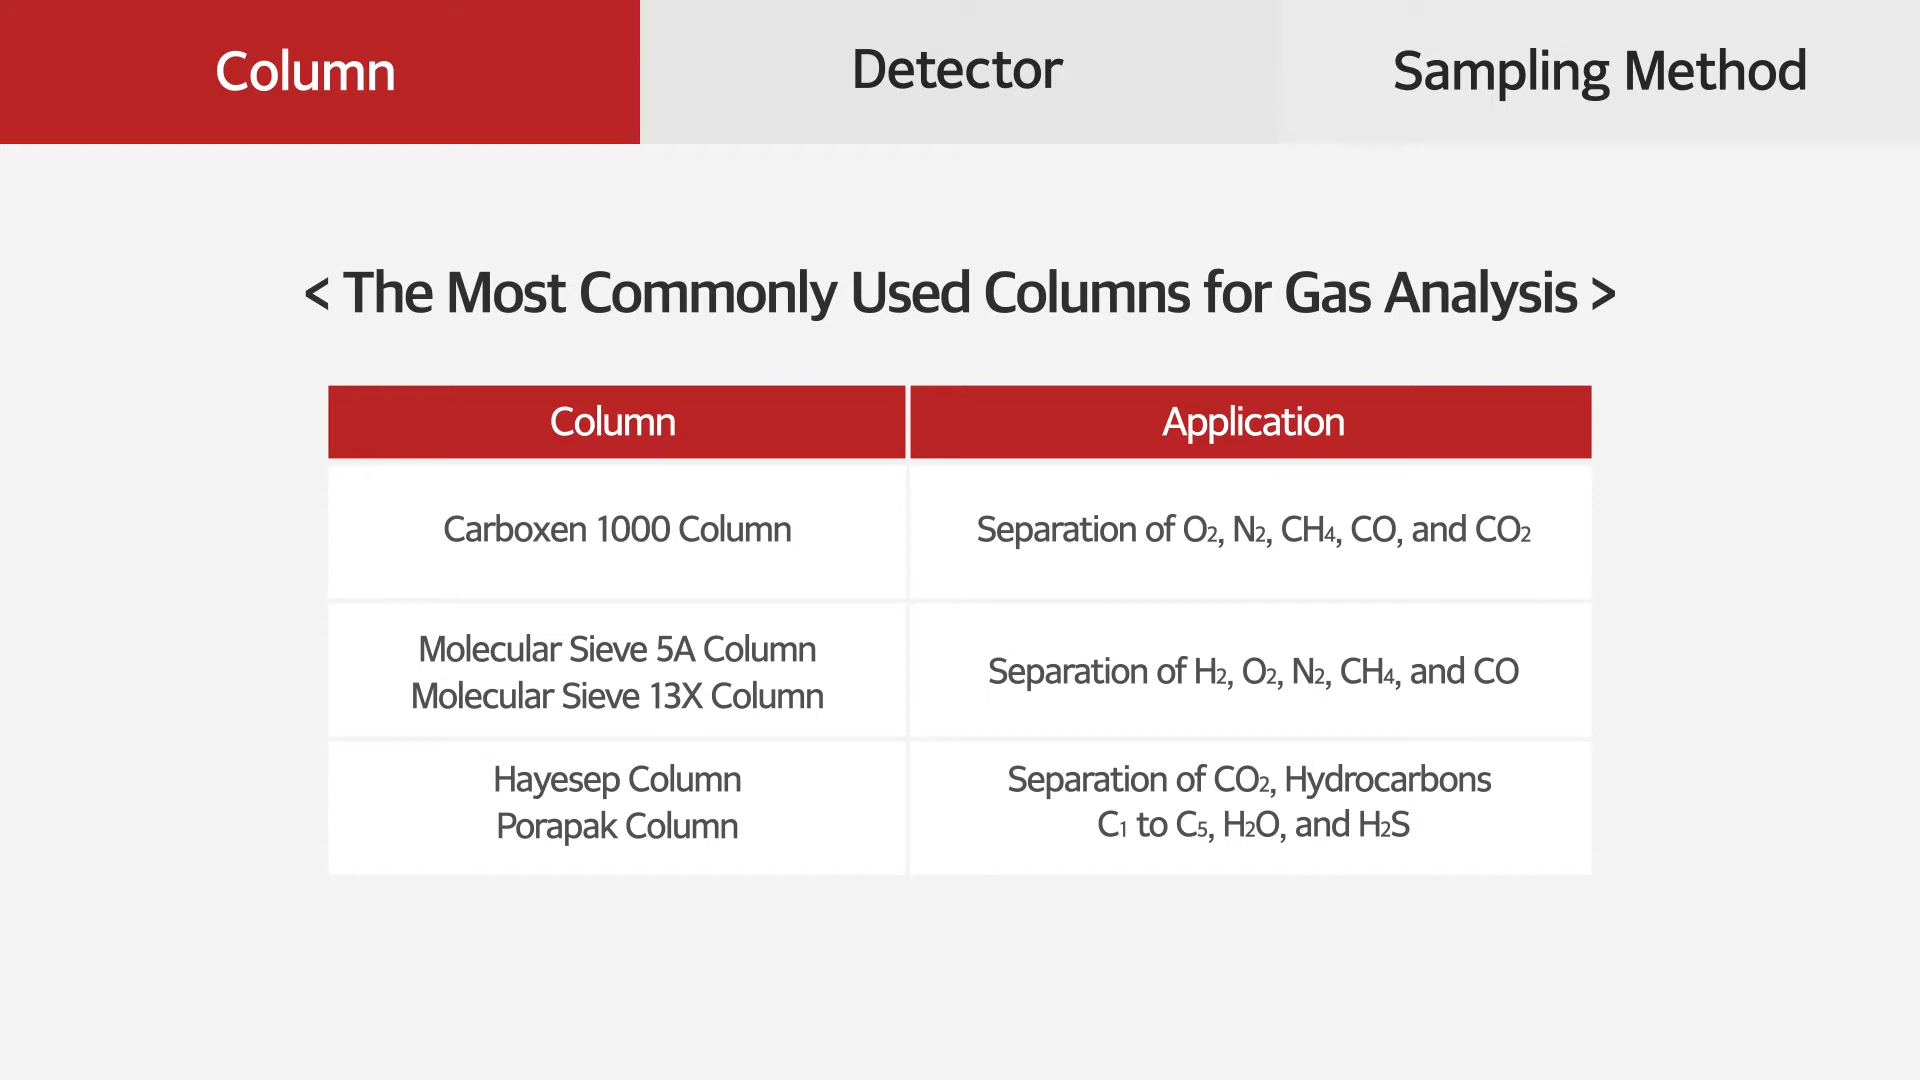 Column
Detector
Sampling Method
< The Most Commonly Used Columns for Gas Analysis >
Column
Application
Carboxen 1000 Column
Separation of O₂, N₂, CH₄, CO, and CO₂
Molecular Sieve 5A Column
Molecular Sieve 13X Column
Separation of H₂, O₂, N₂, CH₄, and CO
Hayesep Column
Porapak Column
Separation of CO₂, Hydrocarbons
C₁ to C₅, H₂O, and H₂S